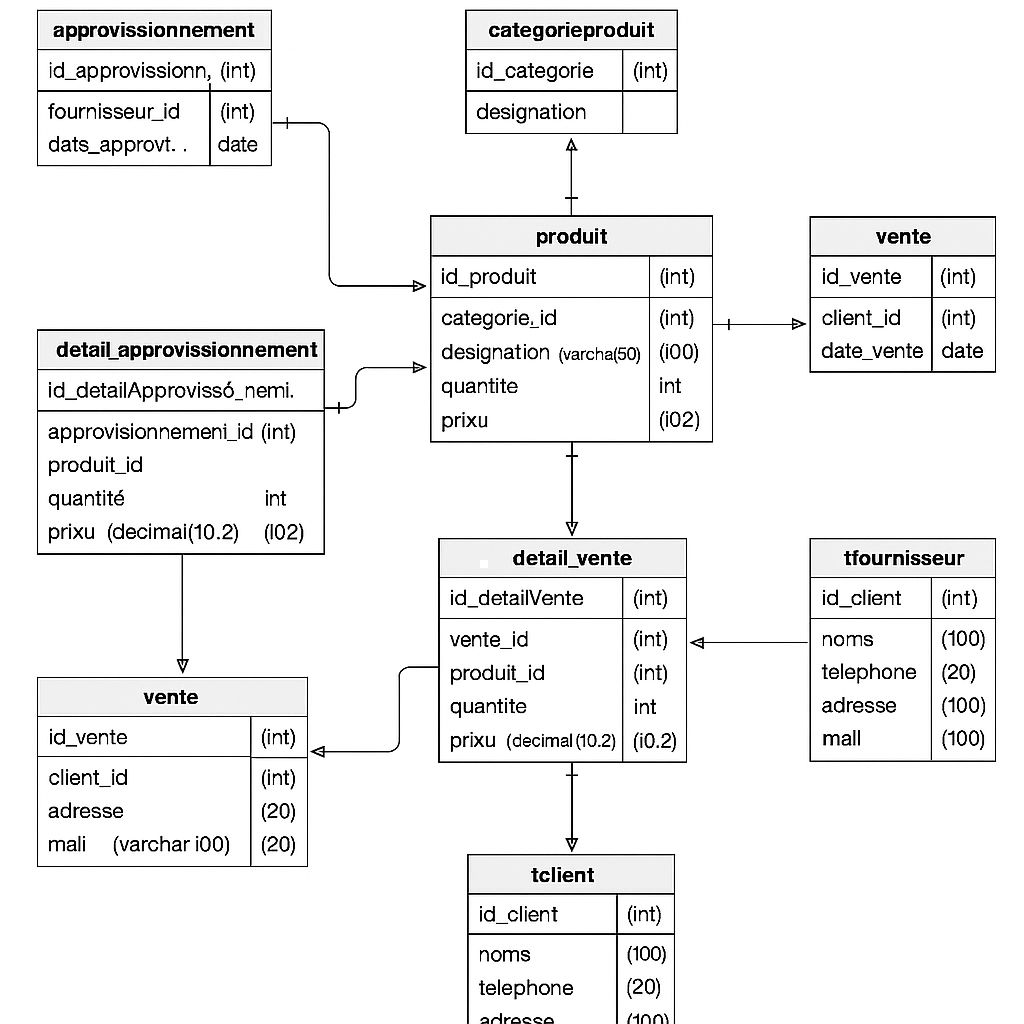 approvissionnement
id_approvissionn, (int)
fournisseur_id (int)
dats_approvt. . date
categorieproduit
id_categorie (int)
designation
produit
id_produit (int)
categorie_id (int)
designation (varcha(50) (i00)
quantite int
prixu (i02)
vente
id_vente (int)
client_id (int)
date_vente date
detail_approvissionnement
id_detailApprovissó_nemi.
approvisionnemeni_id (int)
produit_id
quantité int
prixu (decimai(10.2) (l02)
detail_vente
id_detailVente (int)
vente_id (int)
produit_id (int)
quantite int
prixu (decimal(10.2) (i0.2)
tfournisseur
id_client (int)
noms (100)
telephone (20)
adresse (100)
mall (100)
vente
id_vente (int)
client_id (int)
adresse (20)
mali (varchar i00) (20)
tclient
id_client (int)
noms (100)
telephone (20)
adresse (100)